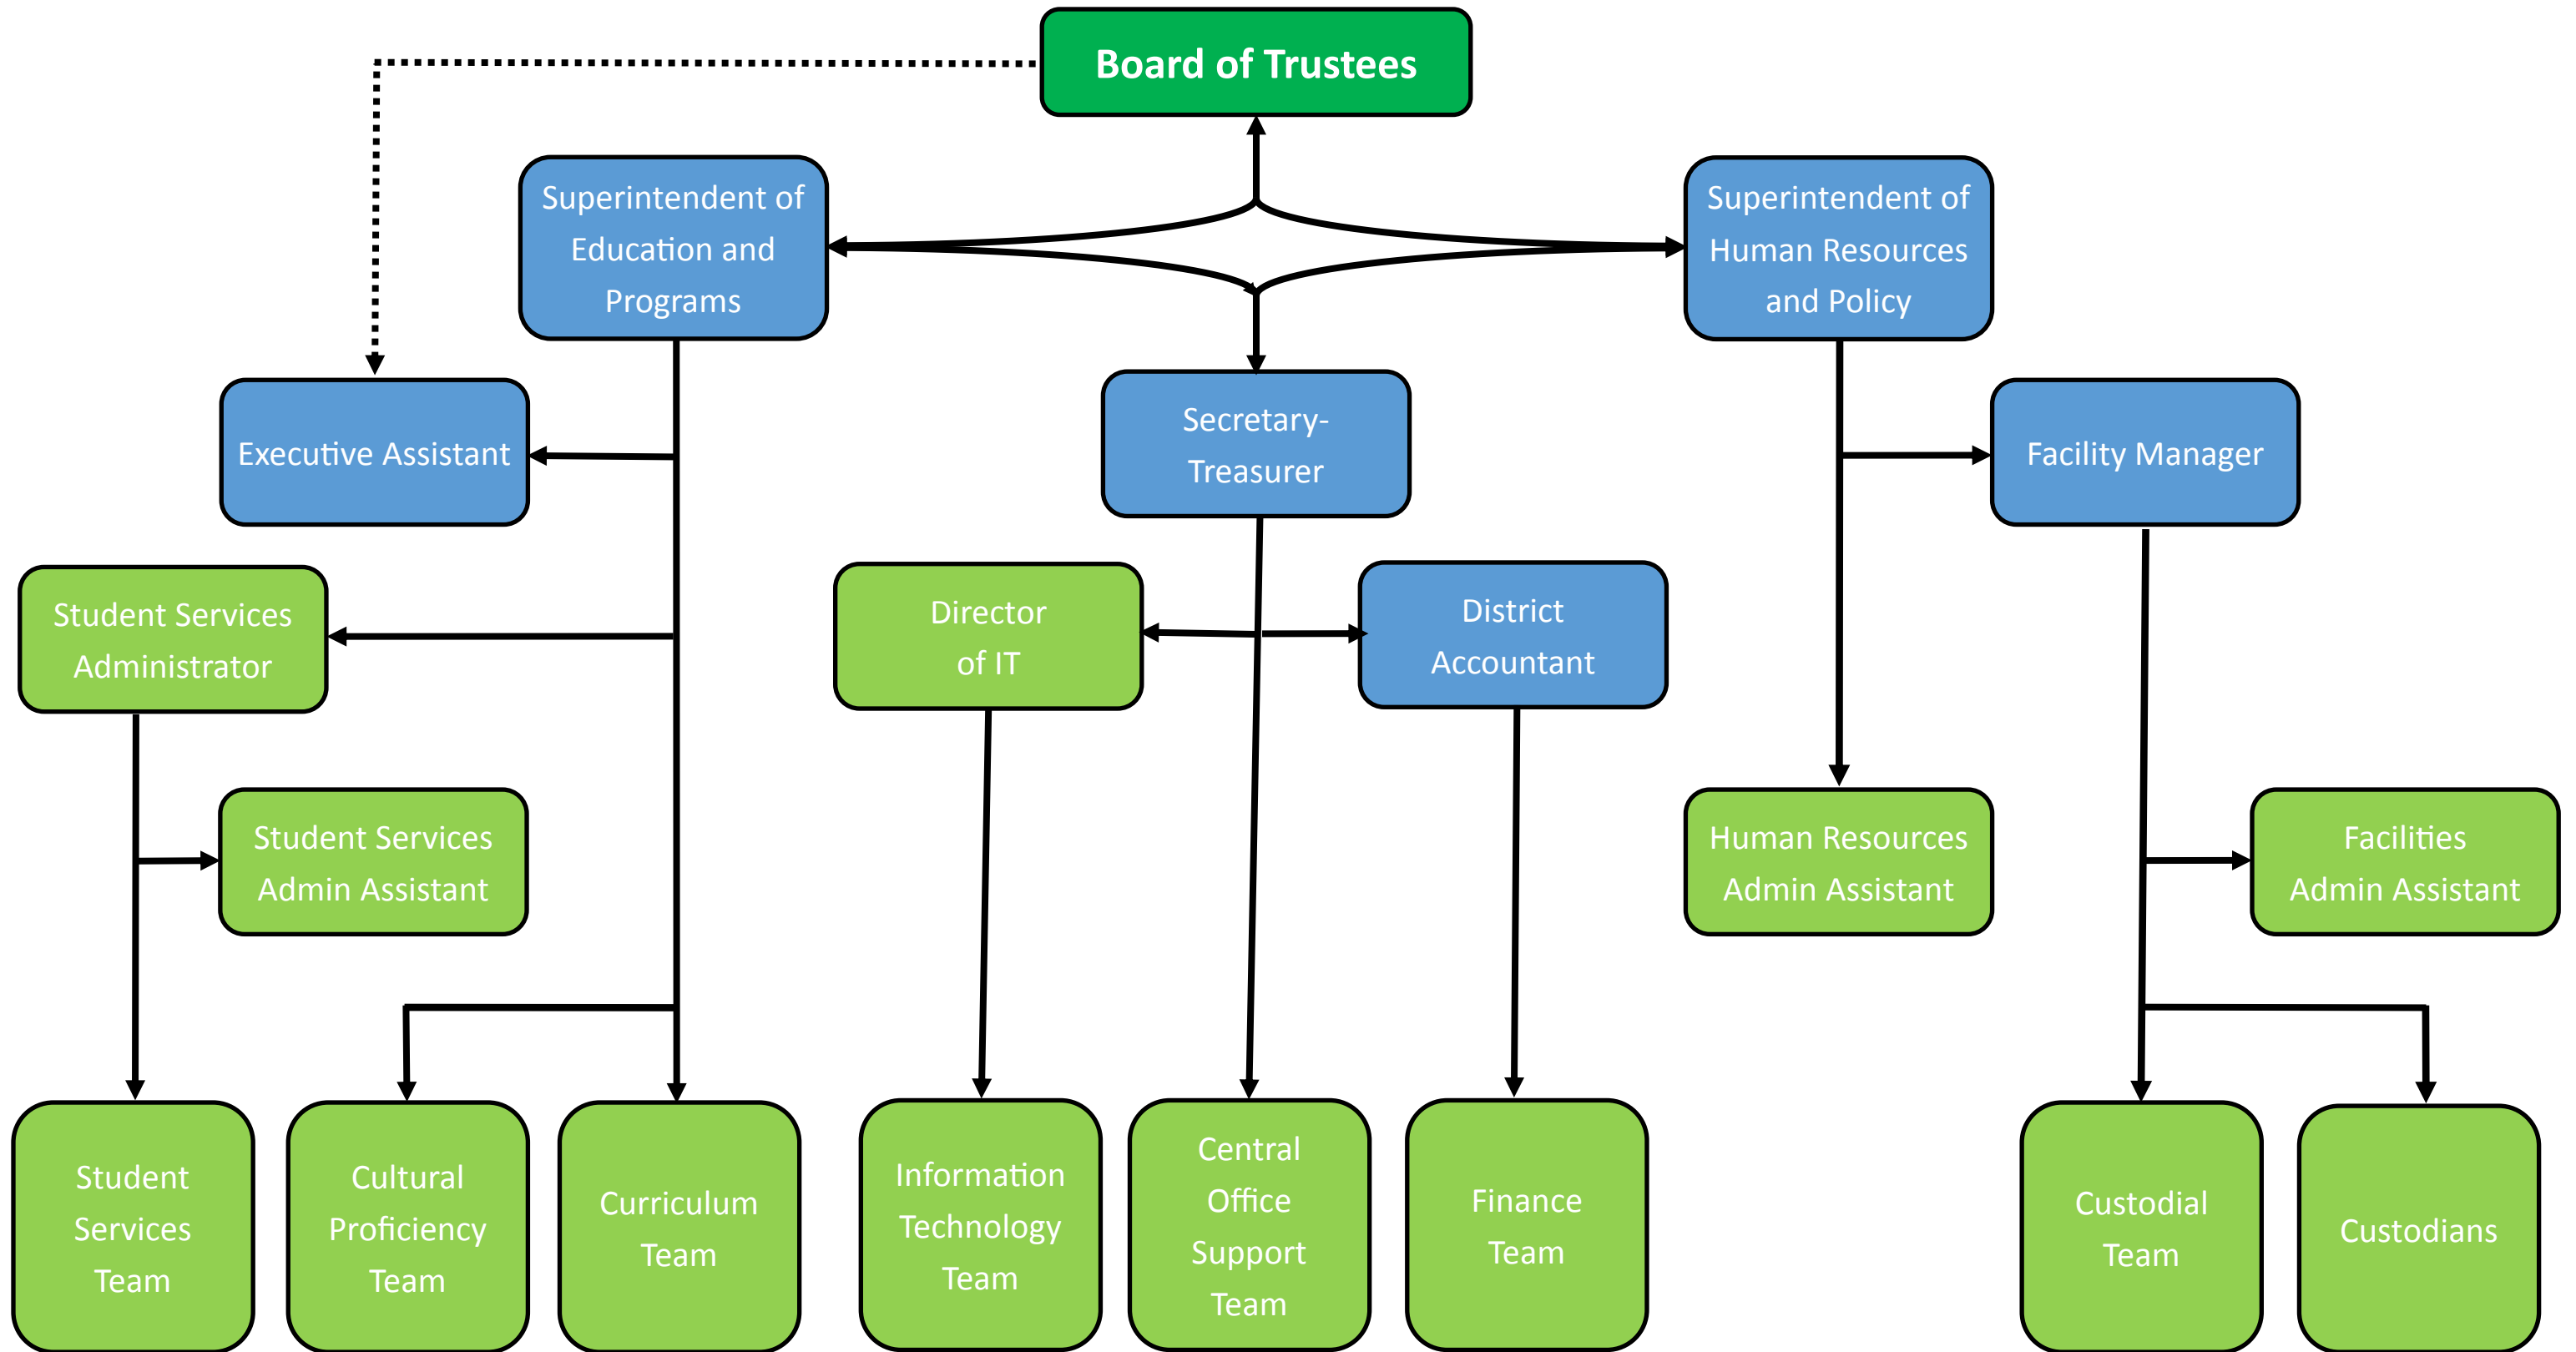 Board of Trustees
Superintendent of
Education and
Programs
Superintendent of
Human Resources
and Policy
Executive Assistant
Secretary-
Treasurer
Facility Manager
Student Services
Administrator
Director
of IT
District
Accountant
Student Services
Admin Assistant
Human Resources
Admin Assistant
Facilities
Admin Assistant
Student
Services
Team
Cultural
Proficiency
Team
Curriculum
Team
Information
Technology
Team
Central
Office
Support
Team
Finance
Team
Custodial
Team
Custodians